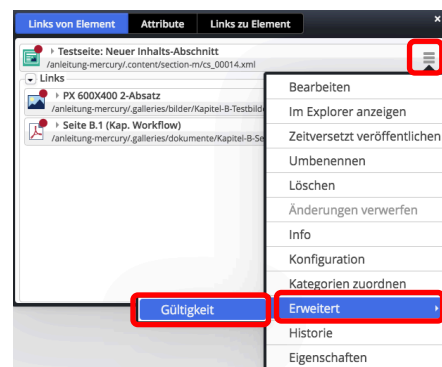 Links von Element Attribute Links zu Element ×
Testseite: Neuer Inhalts-Abschnitt
/anleitung-mercury/.content/section-m/cs_00014.xml
Links
PX 600X400 2-Absatz
/anleitung-mercury/.galleries/bilder/Kapitel-B-Testbild
Seite B.1 (Kap. Workflow)
/anleitung-mercury/.galleries/dokumente/Kapitel-B-Se
Bearbeiten
Im Explorer anzeigen
Zeitversetzt veröffentlichen
Umbenennen
Löschen
Änderungen verwerfen
Info
Konfiguration
Kategorien zuordnen
Gültigkeit Erweitert
Historie
Eigenschaften